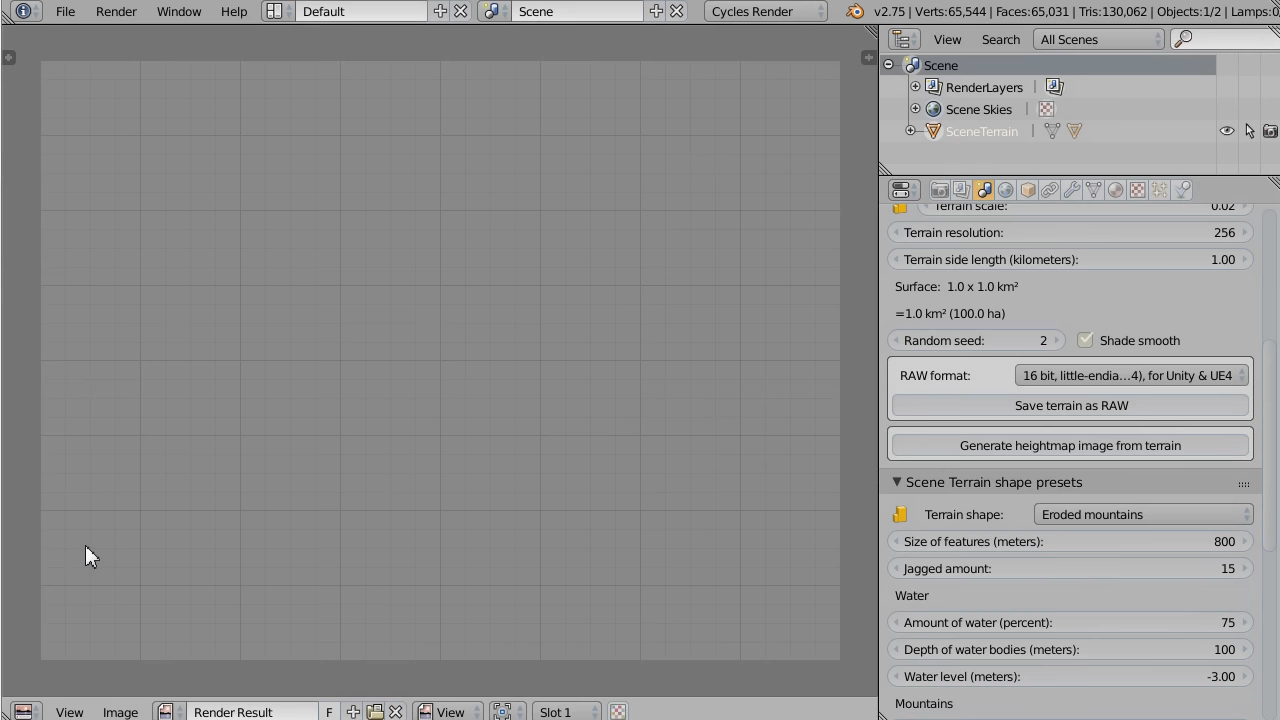 File Render Window Help Default Scene Cycles Render v2.75 | Verts:65,544 | Faces:65,031 | Tris:130,062 | Objects:1/2 | Lamps:0
View Search All Scenes
Scene
RenderLayers
Scene Skies
SceneTerrain
Terrain scale: 0.02
Terrain resolution: 256
Terrain side length (kilometers): 1.00
Surface: 1.0 x 1.0 km²
=1.0 km² (100.0 ha)
Random seed: 2 Shade smooth
RAW format: 16 bit, little-endia...4), for Unity & UE4
Save terrain as RAW
Generate heightmap image from terrain
Scene Terrain shape presets
Terrain shape: Eroded mountains
Size of features (meters): 800
Jagged amount: 15
Water
Amount of water (percent): 75
Depth of water bodies (meters): 100
Water level (meters): -3.00
Mountains
View Image Render Result F View Slot 1